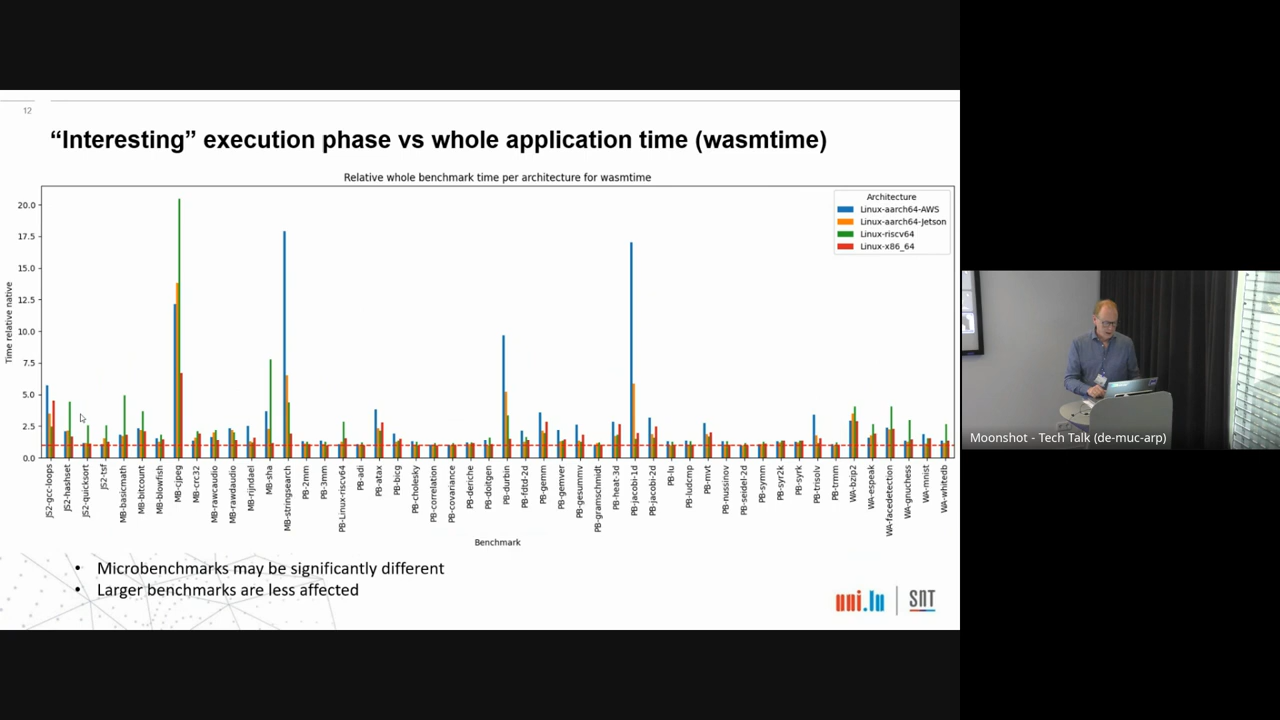 12
“Interesting” execution phase vs whole application time (wasmtime)
Relative whole benchmark time per architecture for wasmtime
Architecture
Linux-aarch64-AWS
Linux-aarch64-Jetson
Linux-riscv64
Linux-x86_64
Time relative native
20.0
17.5
15.0
12.5
10.0
7.5
5.0
2.5
0.0
JS2-gcc-loops
JS2-hashset
JS2-quicksort
JS2-tsf
MB-basicmath
MB-bitcount
MB-blowfish
MB-cjpeg
MB-crc32
MB-rawcaudio
MB-rawdaudio
MB-rijndael
MB-sha
MB-stringsearch
PB-2mm
PB-3mm
PB-Linux-riscv64
PB-adi
PB-atax
PB-bicg
PB-cholesky
PB-correlation
PB-covariance
PB-deriche
PB-doitgen
PB-durbin
PB-fdtd-2d
PB-gemm
PB-gemver
PB-gesummv
PB-gramschmidt
PB-heat-3d
PB-jacobi-1d
PB-jacobi-2d
PB-lu
PB-ludcmp
PB-mvt
PB-nussinov
PB-seidel-2d
PB-symm
PB-syr2k
PB-syrk
PB-trisolv
PB-trmm
WA-bzip2
WA-espeak
WA-facedetection
WA-gnuchess
WA-mnist
WA-whitedb
Benchmark
• Microbenchmarks may be significantly different
• Larger benchmarks are less affected
uni.lu
SNT
Moonshot - Tech Talk (de-muc-arp)